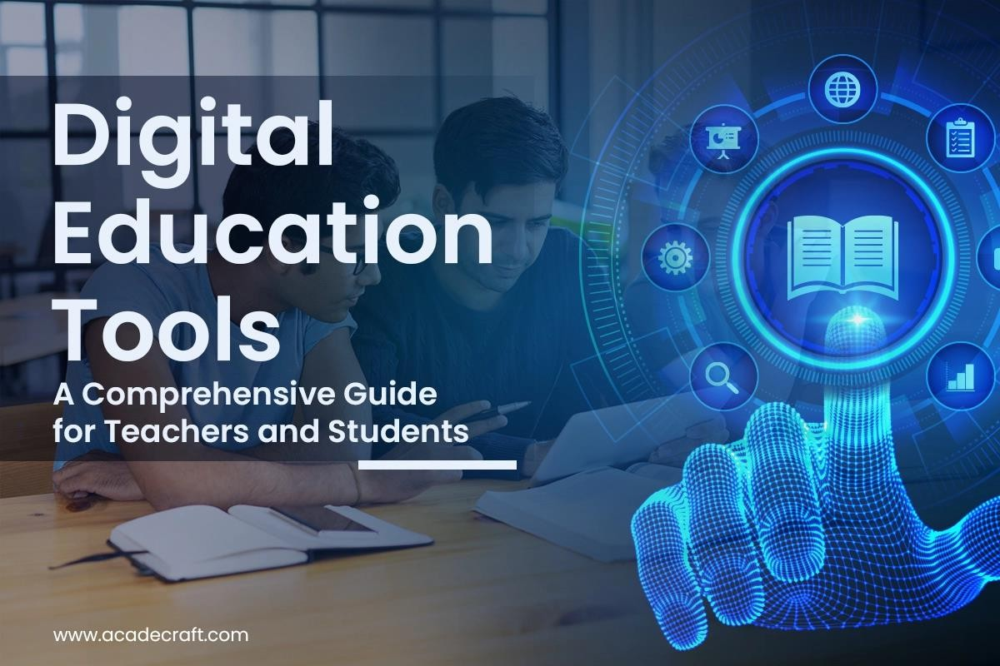 Digital
Education
Tools
A Comprehensive Guide
for Teachers and Students
www.acadecraft.com